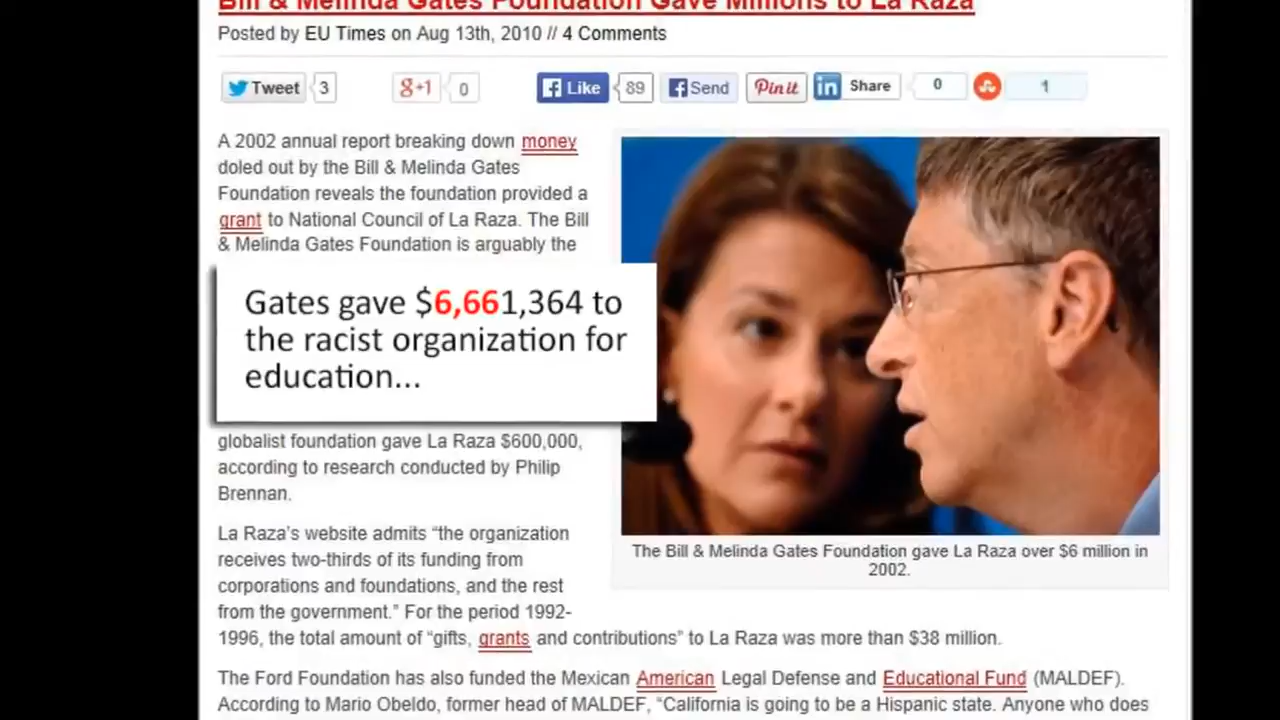 Bill & Melinda Gates Foundation Gave Millions to La Raza
Posted by EU Times on Aug 13th, 2010 // 4 Comments
Tweet 3 g+1 0 Like 89 Send Pin it in Share 0 1
A 2002 annual report breaking down money
doled out by the Bill & Melinda Gates
Foundation reveals the foundation provided a
grant to National Council of La Raza. The Bill
& Melinda Gates Foundation is arguably the
Gates gave $6,661,364 to
the racist organization for
education...
globalist foundation gave La Raza $600,000,
according to research conducted by Philip
Brennan.
The Bill & Melinda Gates Foundation gave La Raza over $6 million in
2002.
La Raza's website admits “the organization
receives two-thirds of its funding from
corporations and foundations, and the rest
from the government.” For the period 1992-
1996, the total amount of “gifts, grants and contributions” to La Raza was more than $38 million.
The Ford Foundation has also funded the Mexican American Legal Defense and Educational Fund (MALDEF).
According to Mario Obeldo, former head of MALDEF, “California is going to be a Hispanic state. Anyone who does